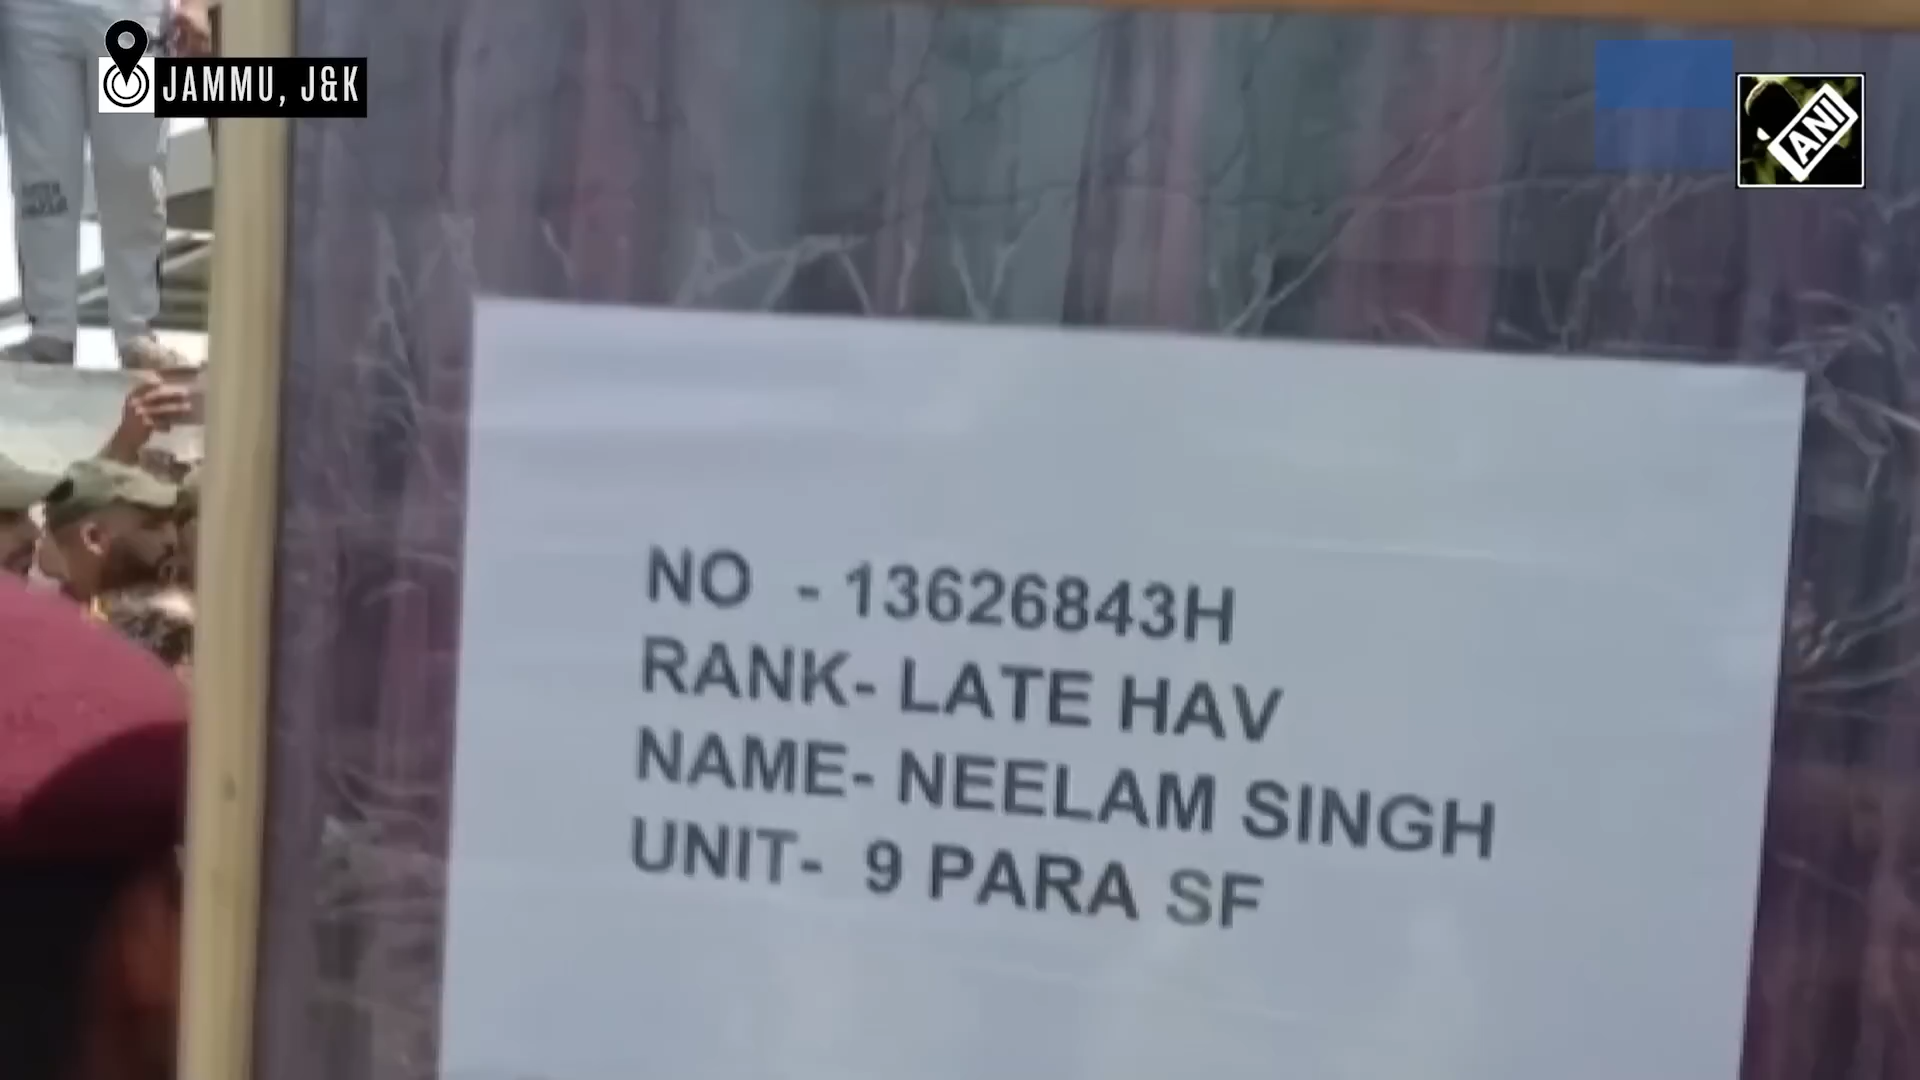 JAMMU, J&K
ANI
NO - 13626843H
RANK- LATE HAV
NAME- NEELAM SINGH
UNIT- 9 PARA SF